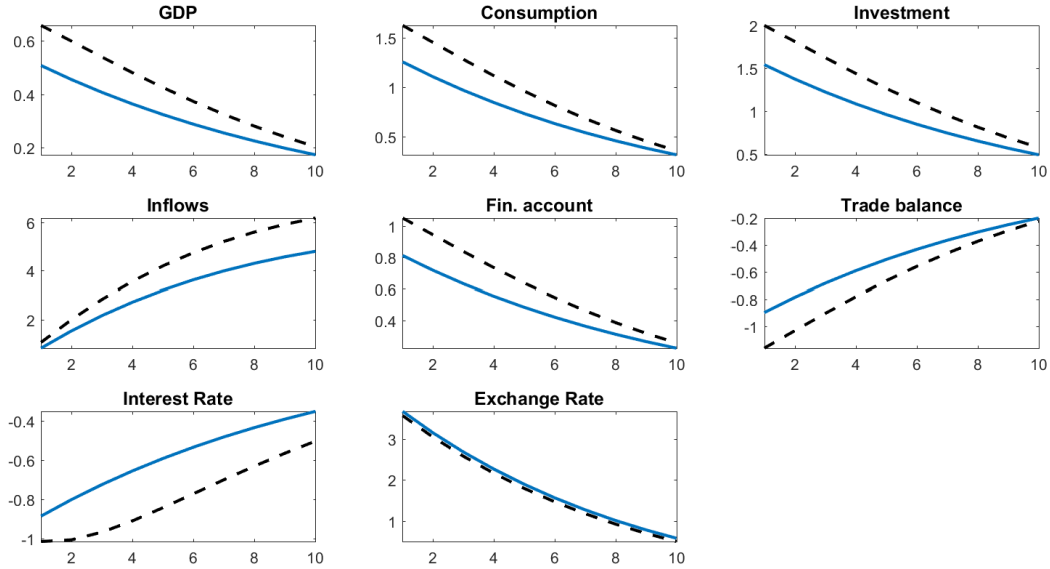 GDP
0.6
0.4
0.2
2 4 6 8 10
Consumption
1.5
1
0.5
2 4 6 8 10
Investment
2
1.5
1
0.5
2 4 6 8 10
Inflows
6
4
2
2 4 6 8 10
Fin. account
1
0.8
0.6
0.4
2 4 6 8 10
Trade balance
-0.2
-0.4
-0.6
-0.8
-1
2 4 6 8 10
Interest Rate
-0.4
-0.6
-0.8
-1
2 4 6 8 10
Exchange Rate
3
2
1
2 4 6 8 10